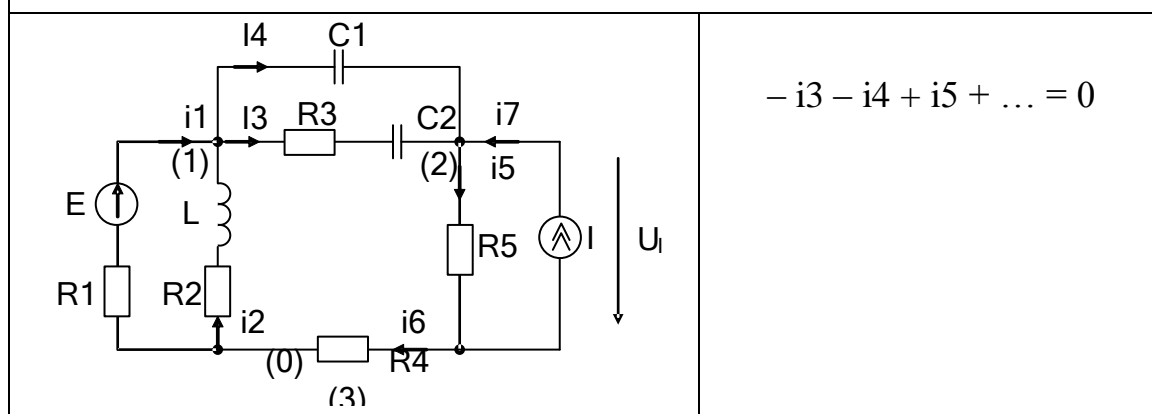 I4 C1
i1 I3 R3 C2 i7
(1) (2) i5
E L R5 I U_I
R1 R2
i2 i6
(0) R4
(3)
– i3 – i4 + i5 + … = 0